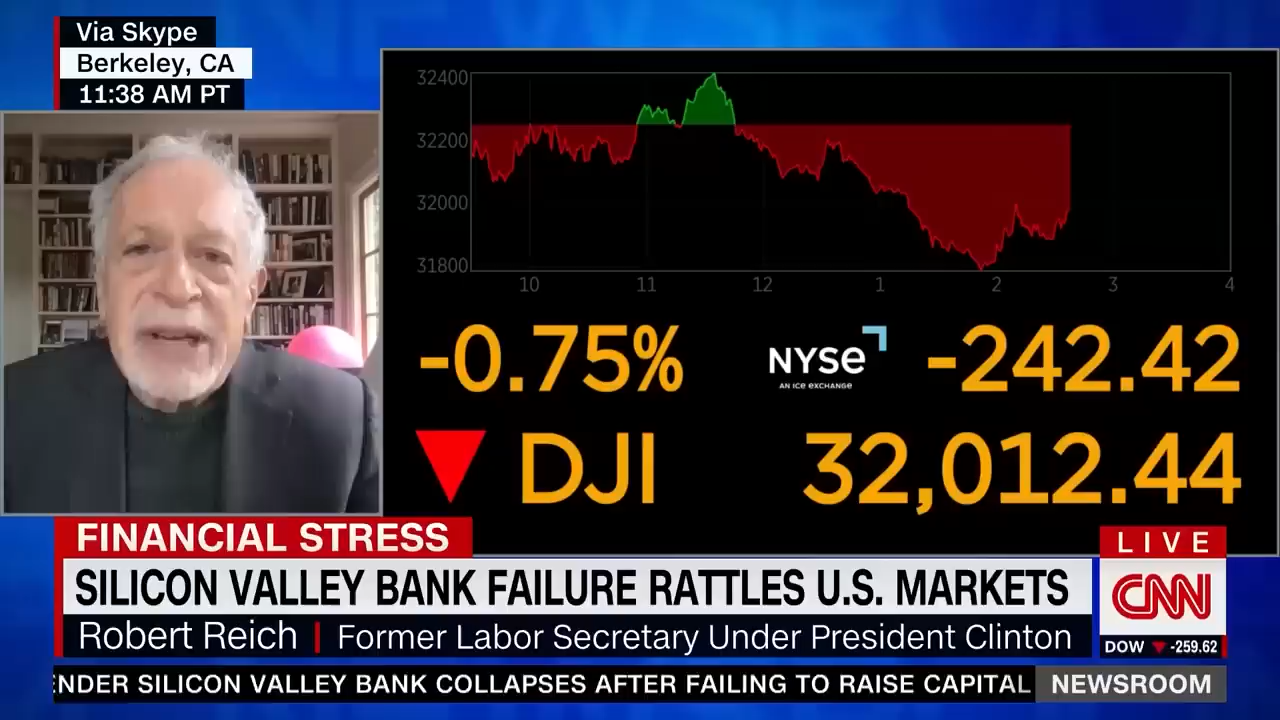 Via Skype
Berkeley, CA
11:38 AM PT
32400
32200
32000
31800
10 11 12 1 2 3 4
-0.75%
NYSE
AN ICE EXCHANGE
-242.42
DJI
32,012.44
FINANCIAL STRESS
SILICON VALLEY BANK FAILURE RATTLES U.S. MARKETS
Robert Reich | Former Labor Secretary Under President Clinton
LIVE
CNN
DOW -259.62
ENDER SILICON VALLEY BANK COLLAPSES AFTER FAILING TO RAISE CAPITAL
NEWSROOM